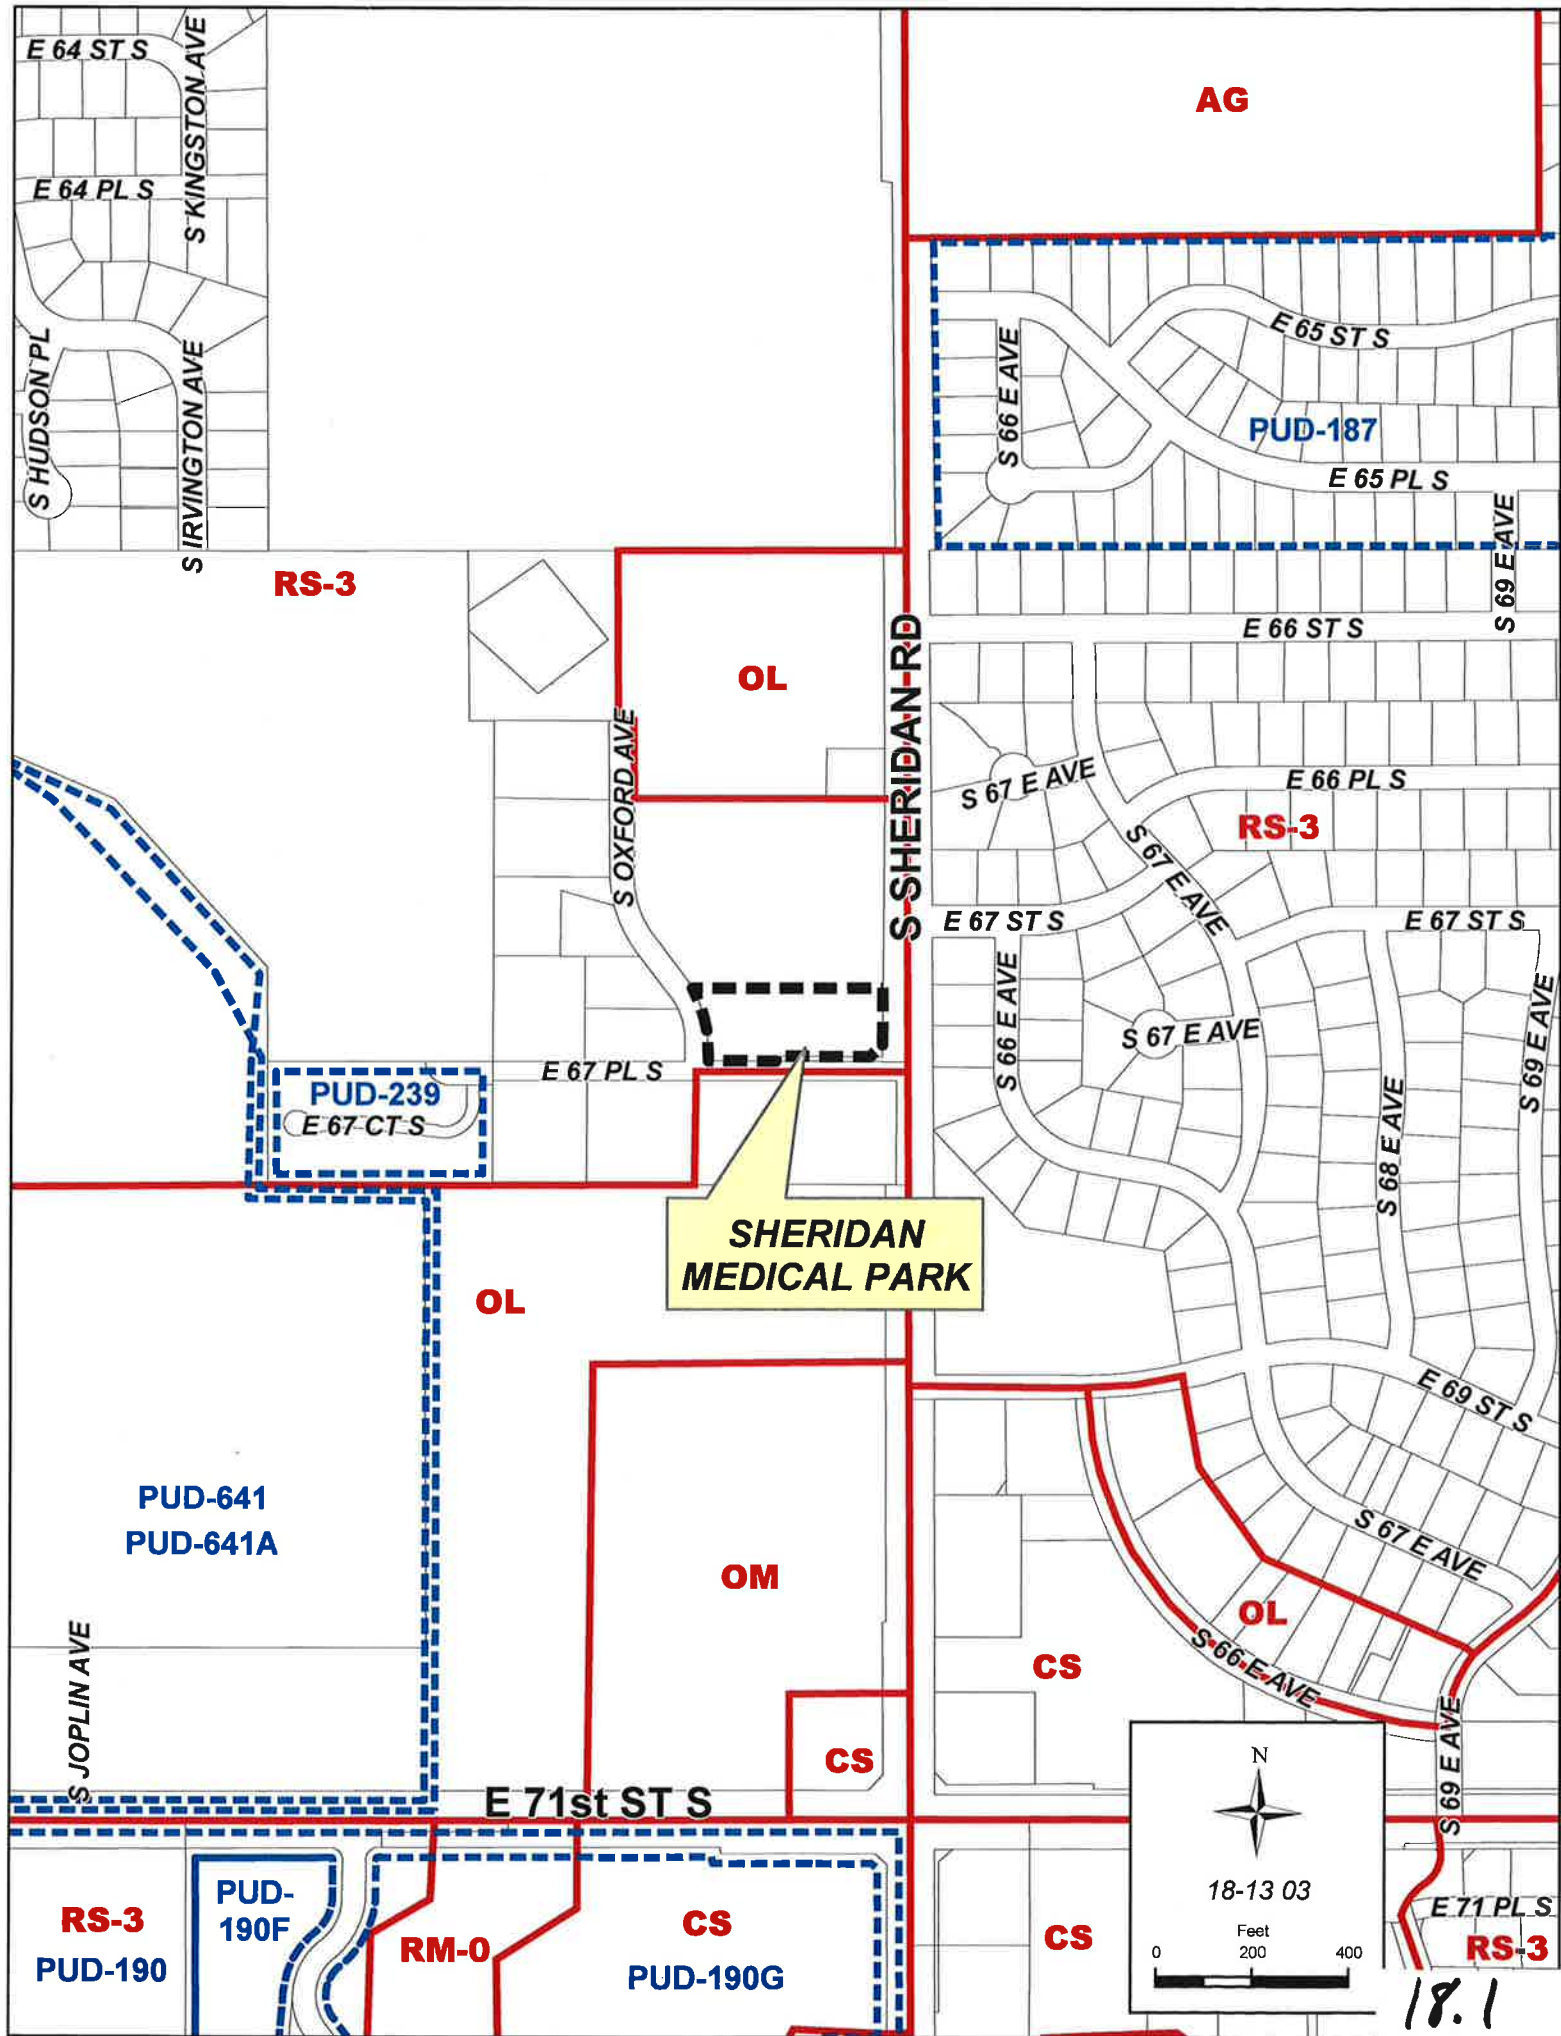 E 64 ST S
S KINGSTON AVE
AG
E 64 PL S
E 65 ST S
S HUDSON PL
S IRVINGTON AVE
S 66 E AVE
PUD-187
E 65 PL S
S 69 E AVE
RS-3
E 66 ST S
OL
S SHERIDAN RD
S OXFORD AVE
S 67 E AVE
E 66 PL S
RS-3
S 67 E AVE
E 67 ST S
E 67 ST S
S 66 E AVE
S 67 E AVE
S 69 E AVE
E 67 PL S
PUD-239
E 67 CT S
S 68 E AVE
SHERIDAN
MEDICAL PARK
OL
E 69 ST S
PUD-641
PUD-641A
OM
S 67 E AVE
OL
S 66 E AVE
CS
S JOPLIN AVE
CS
S 69 E AVE
E 71st ST S
N
18-13 03
Feet
0 200 400
PUD-
190F
RS-3
PUD-190
RM-0
CS
PUD-190G
CS
E 71 PL S
RS-3
18.1